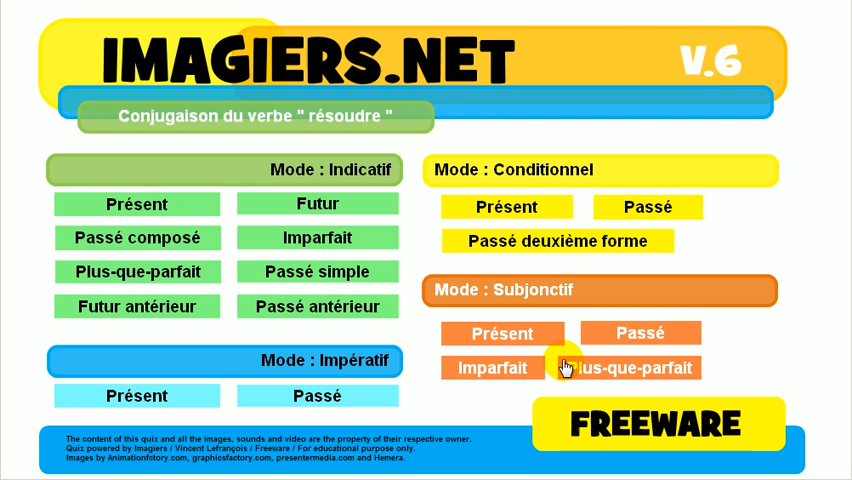 IMAGIERS.NET
V.6
Conjugaison du verbe " résoudre "
Mode : Indicatif
Présent
Futur
Passé composé
Imparfait
Plus-que-parfait
Passé simple
Futur antérieur
Passé antérieur
Mode : Impératif
Présent
Passé
Mode : Conditionnel
Présent
Passé
Passé deuxième forme
Mode : Subjonctif
Présent
Passé
Imparfait
Plus-que-parfait
FREEWARE
The content of this quiz and all the images, sounds and video are the property of their respective owner.
Quiz powered by Imagiers / Vincent Lefrançois / Freeware / For educational purpose only.
Images by Animationfctory.com, graphicsfactory.com, presentermedia.com and Hemera.